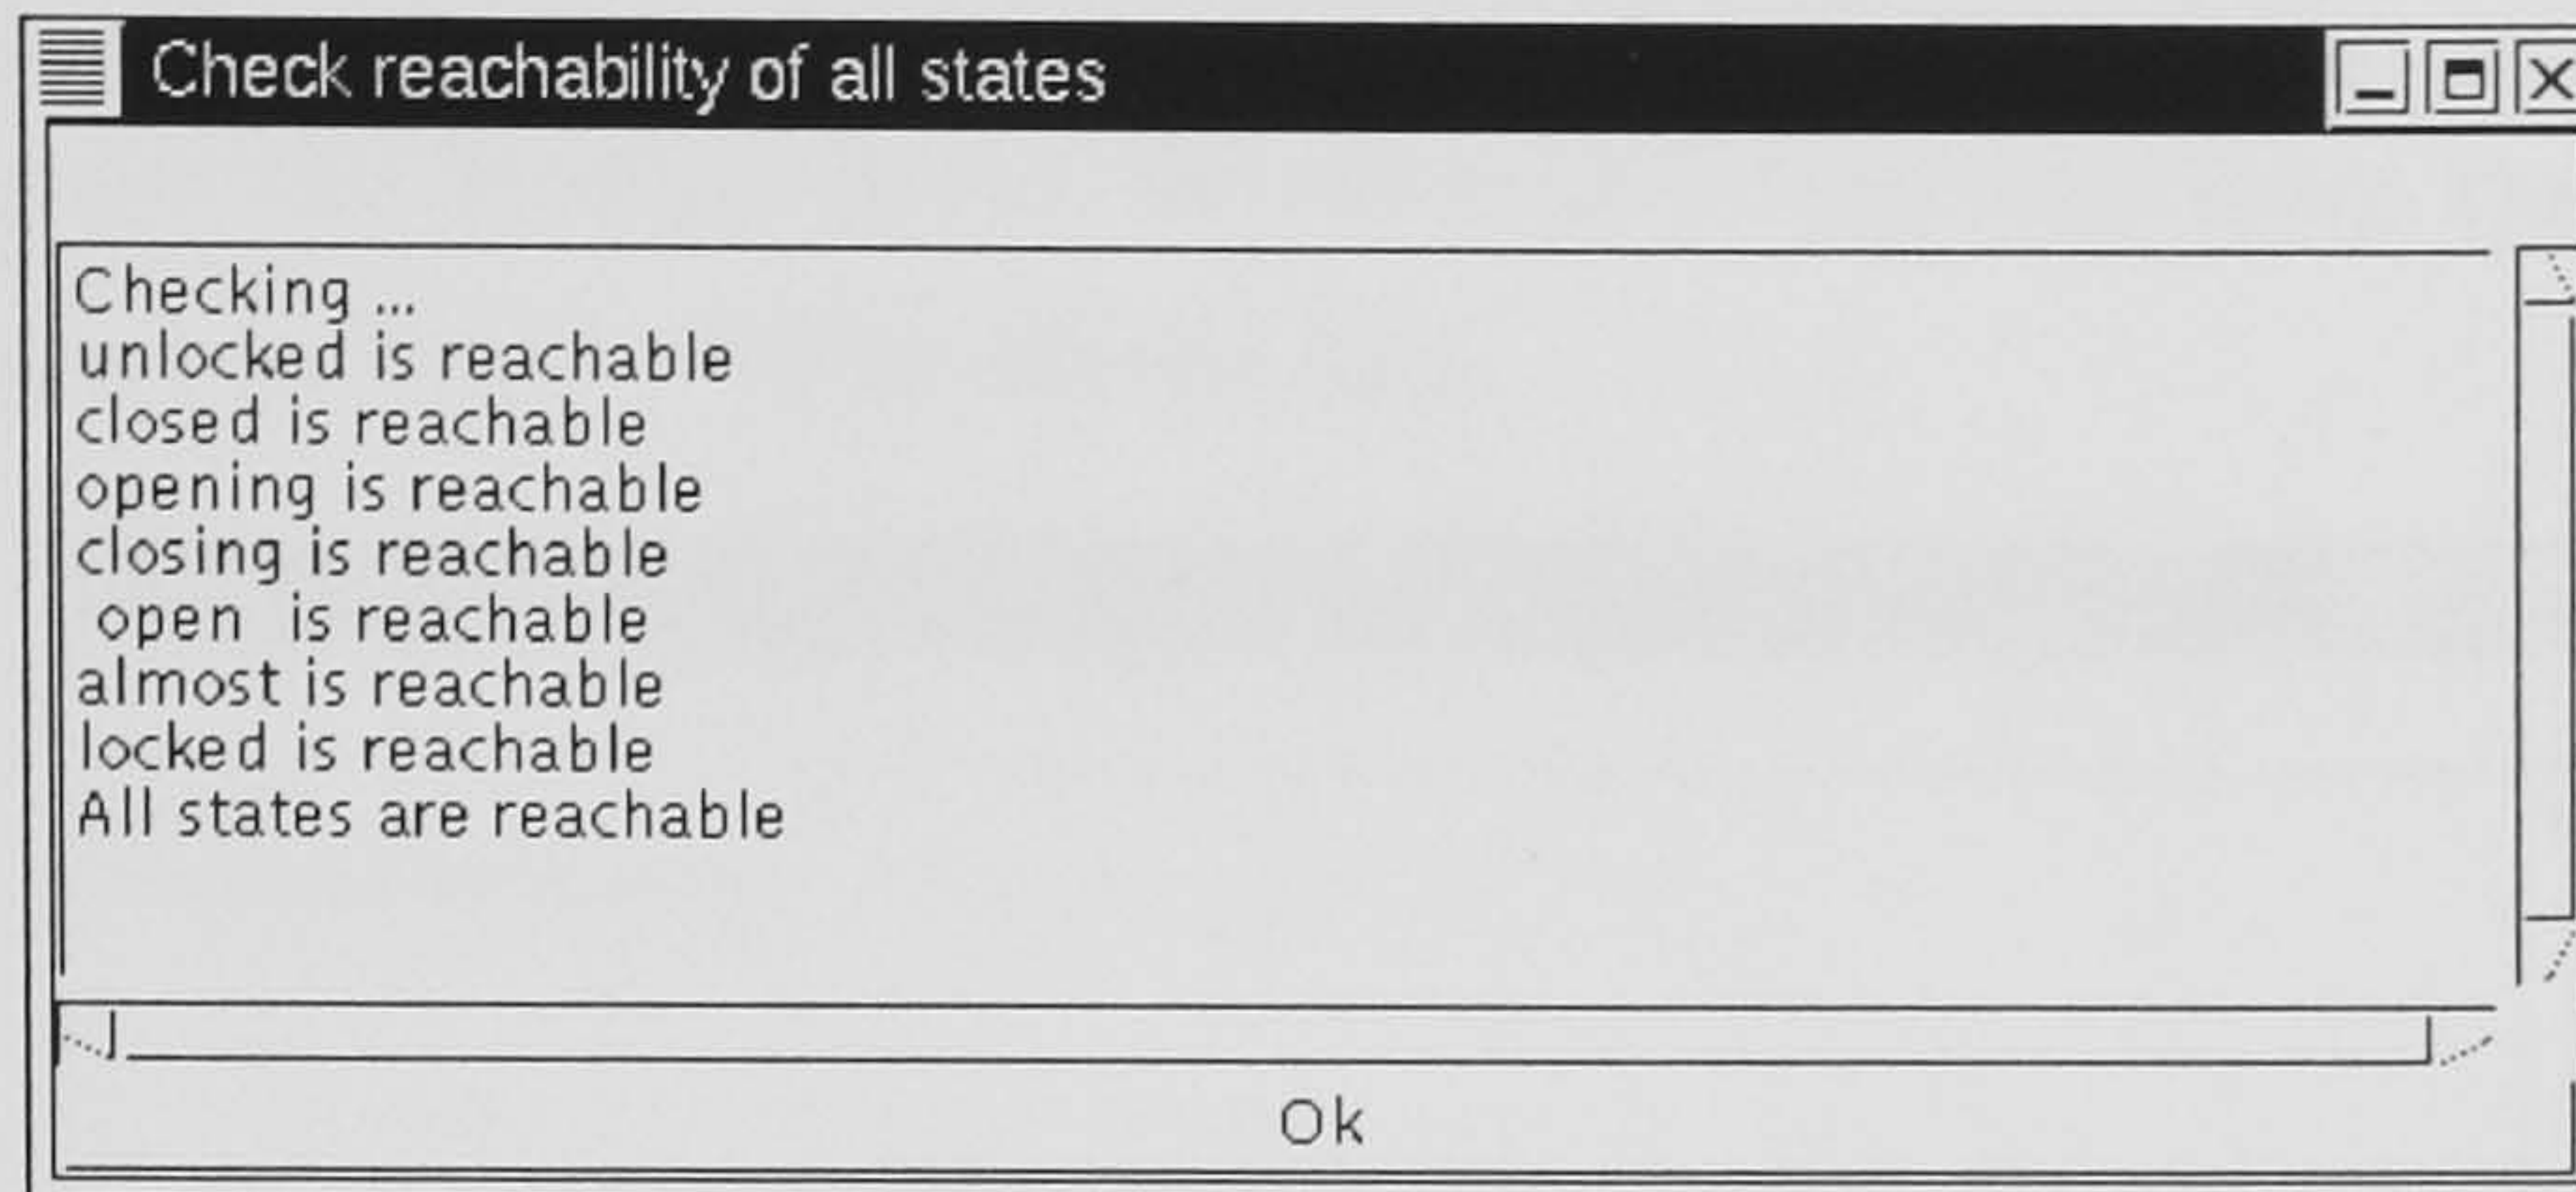 Check reachability of all states
Checking ...
unlocked is reachable
closed is reachable
opening is reachable
closing is reachable
open is reachable
almost is reachable
locked is reachable
All states are reachable
Ok